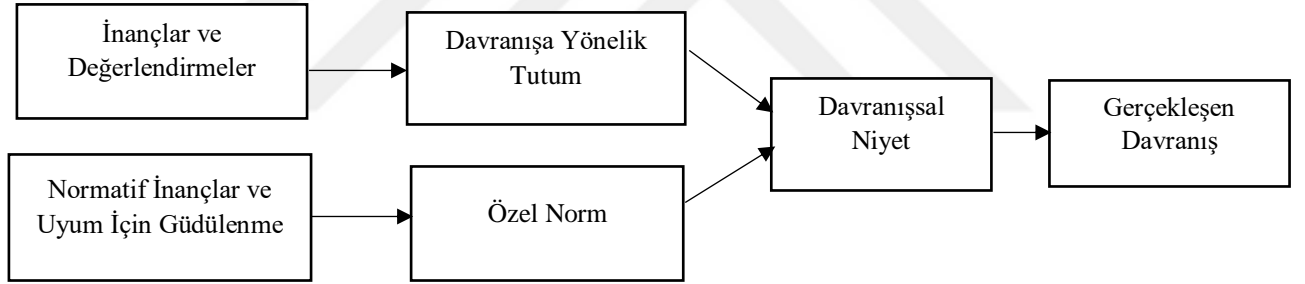 İnançlar ve
Değerlendirmeler
Davranışa Yönelik
Tutum
Davranışsal
Niyet
Gerçekleşen
Davranış
Normatif İnançlar ve
Uyum İçin Güdülenme
Özel Norm